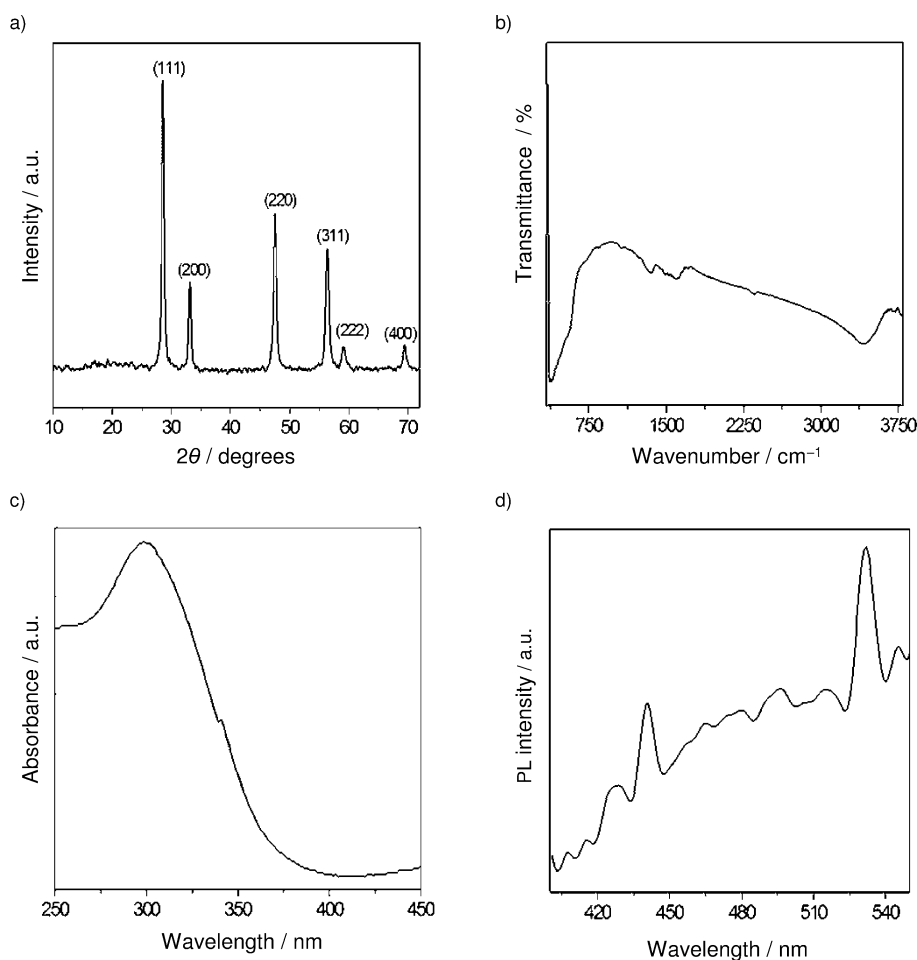 a)
(111)
(200)
(220)
(311)
(222)
(400)
Intensity / a.u.
10 20 30 40 50 60 70
2θ / degrees
b)
Transmittance / %
750 1500 2250 3000 3750
Wavenumber / cm⁻¹
c)
Absorbance / a.u.
250 300 350 400 450
Wavelength / nm
d)
PL intensity / a.u.
420 450 480 510 540
Wavelength / nm